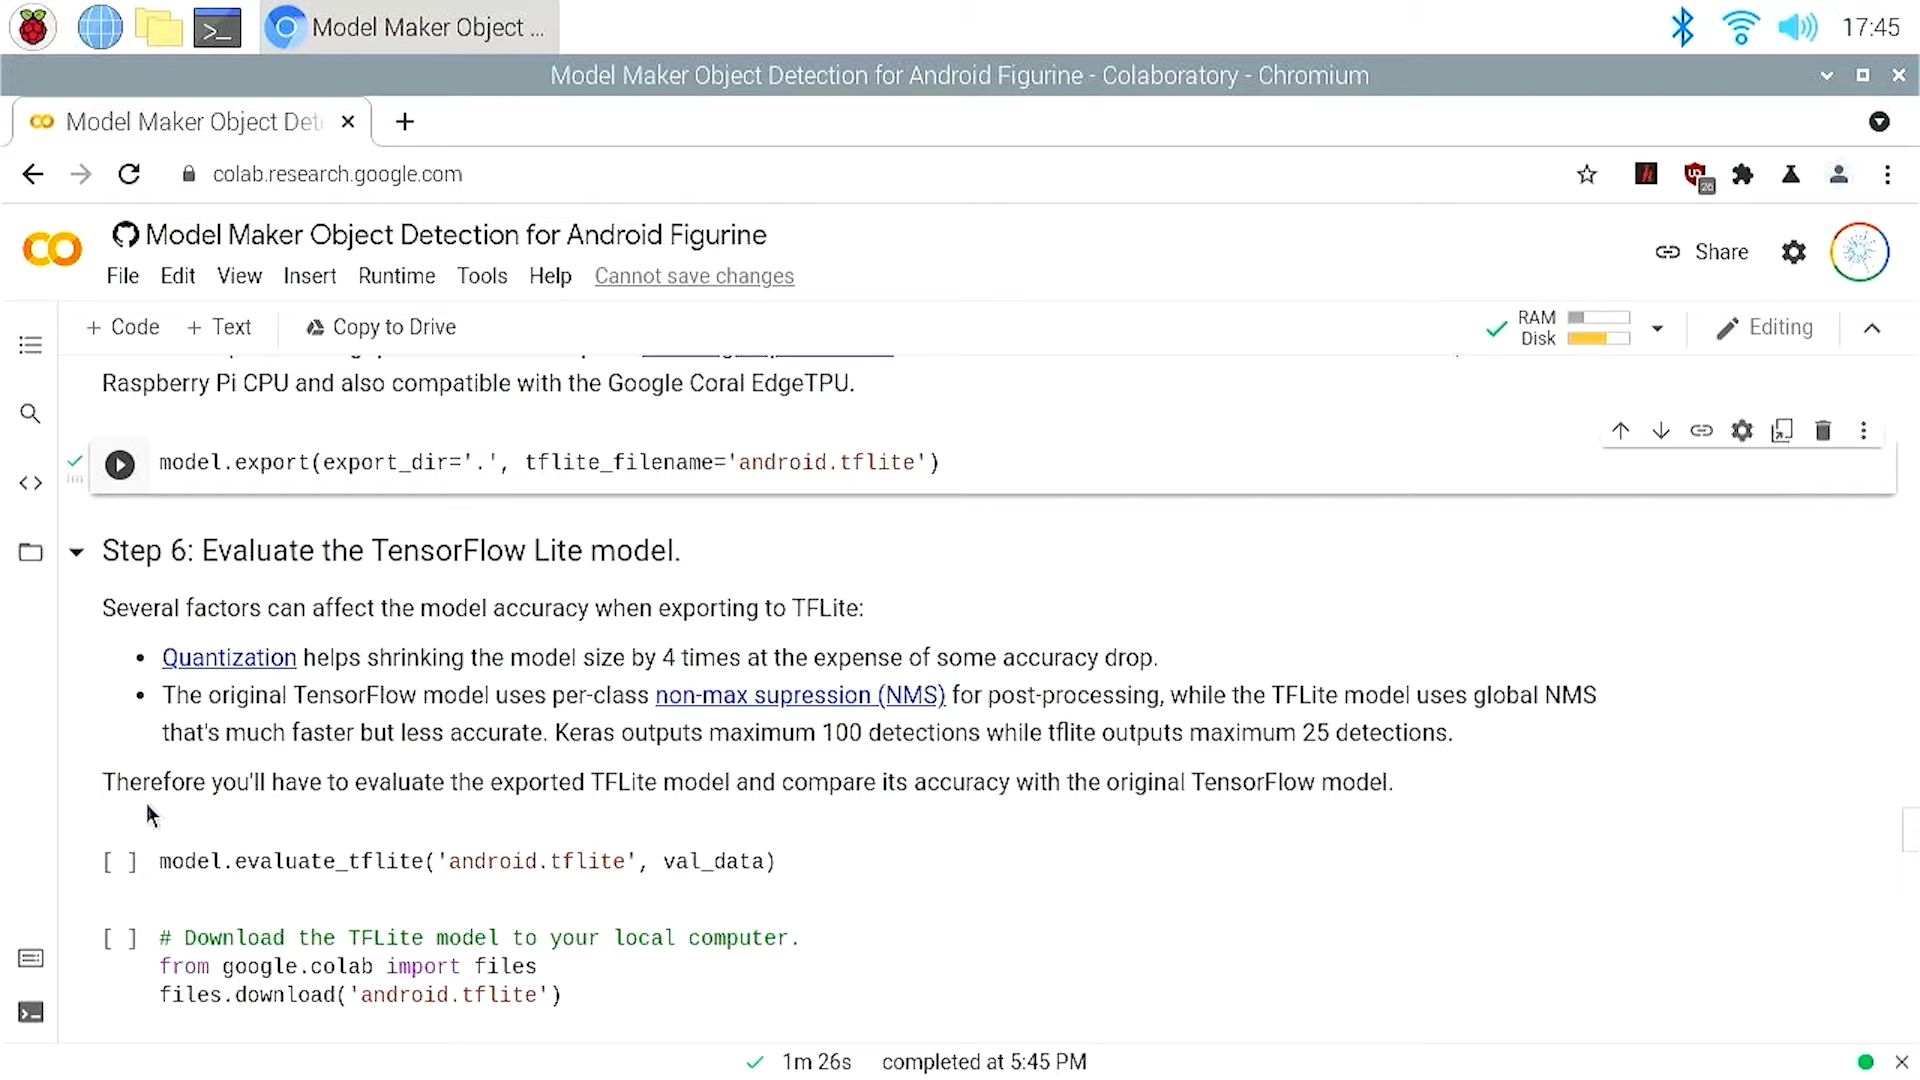 Model Maker Object ...
17:45
Model Maker Object Detection for Android Figurine - Colaboratory - Chromium
Model Maker Object Det
colab.research.google.com
26
Model Maker Object Detection for Android Figurine
Share
File Edit View Insert Runtime Tools Help Cannot save changes
+ Code + Text Copy to Drive
RAM
Disk
Editing
Raspberry Pi CPU and also compatible with the Google Coral EdgeTPU.
1m
model.export(export_dir='.', tflite_filename='android.tflite')
Step 6: Evaluate the TensorFlow Lite model.
Several factors can affect the model accuracy when exporting to TFLite:
• Quantization helps shrinking the model size by 4 times at the expense of some accuracy drop.
• The original TensorFlow model uses per-class non-max supression (NMS) for post-processing, while the TFLite model uses global NMS
that's much faster but less accurate. Keras outputs maximum 100 detections while tflite outputs maximum 25 detections.
Therefore you'll have to evaluate the exported TFLite model and compare its accuracy with the original TensorFlow model.
[ ] model.evaluate_tflite('android.tflite', val_data)
[ ] # Download the TFLite model to your local computer.
from google.colab import files
files.download('android.tflite')
1m 26s completed at 5:45 PM